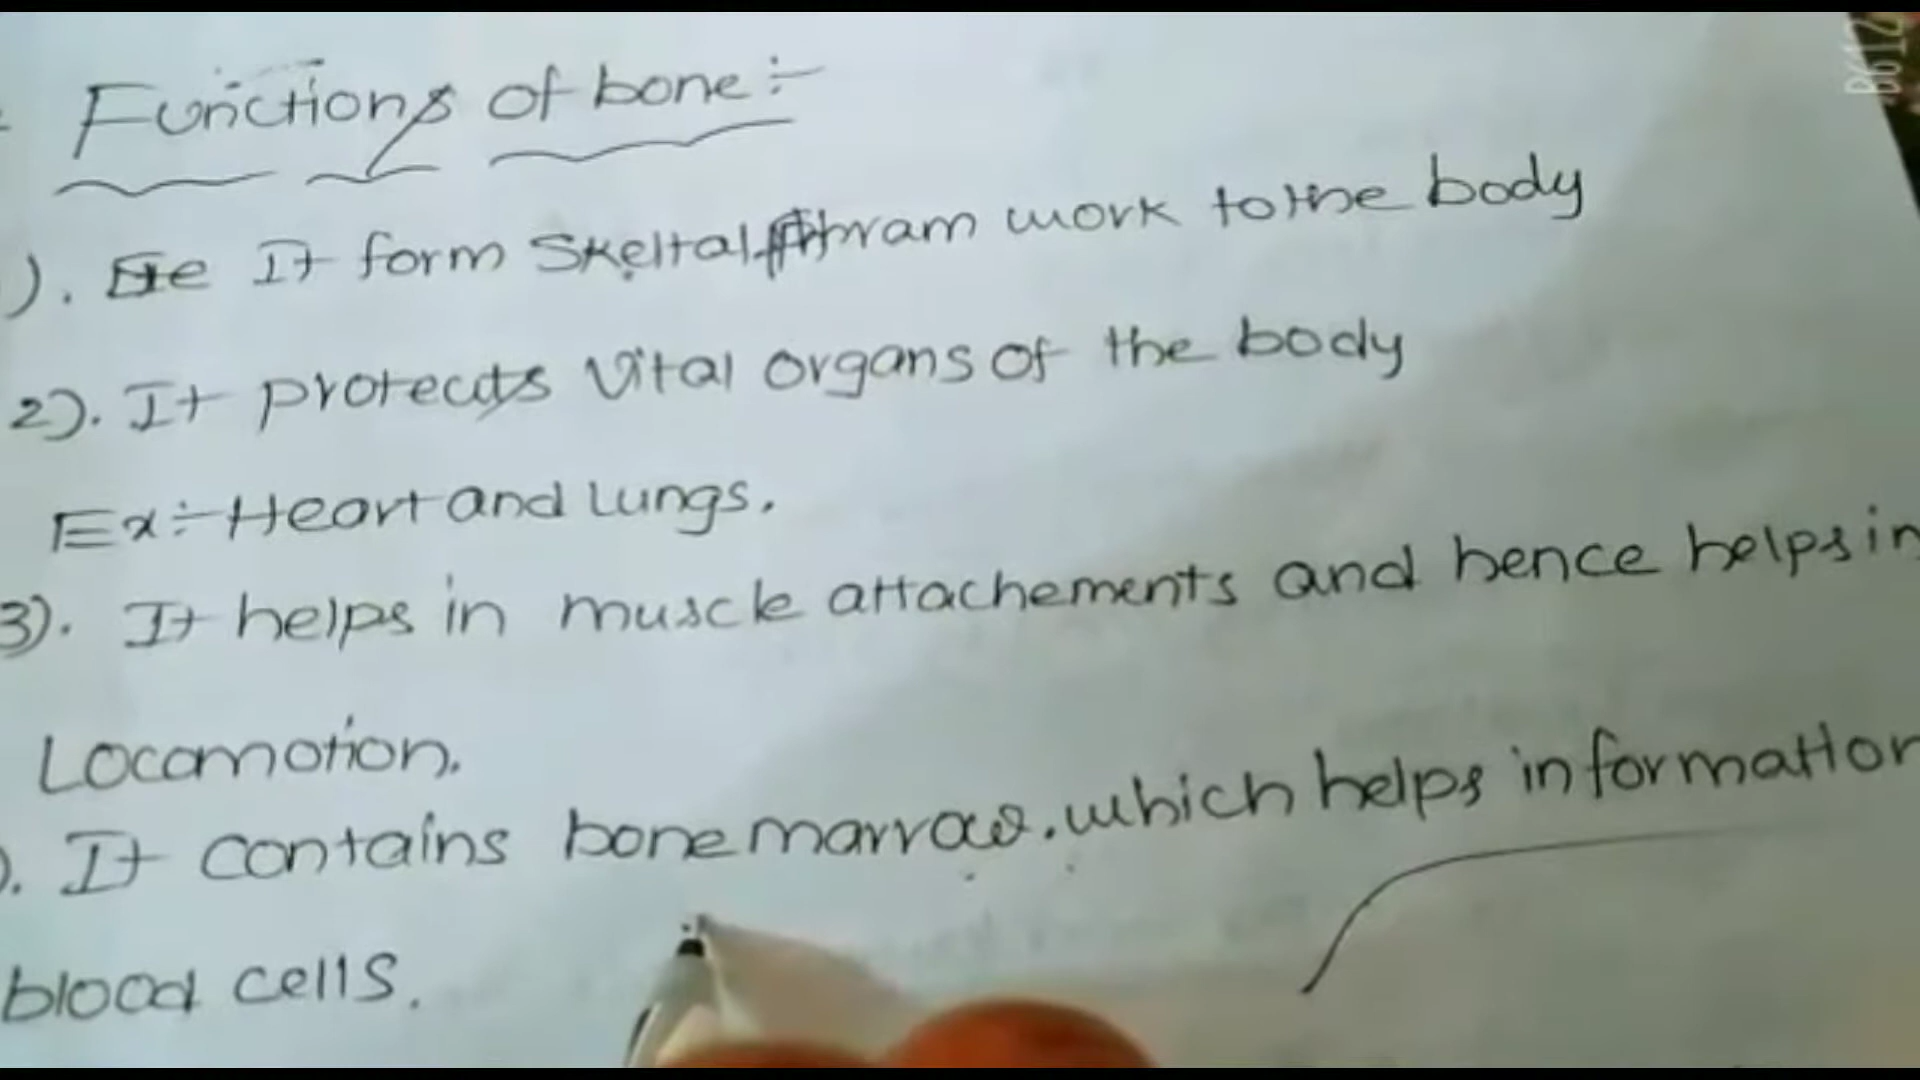 Functions of bone:-
). It form Skeltal fram work to the body
2). It protects Vital organs of the body
Ex:- Heart and Lungs.
3). It helps in muscle attachements and hence helps in
Locomotion.
). It contains bone marrow. which helps in formation
blood cells.
B612